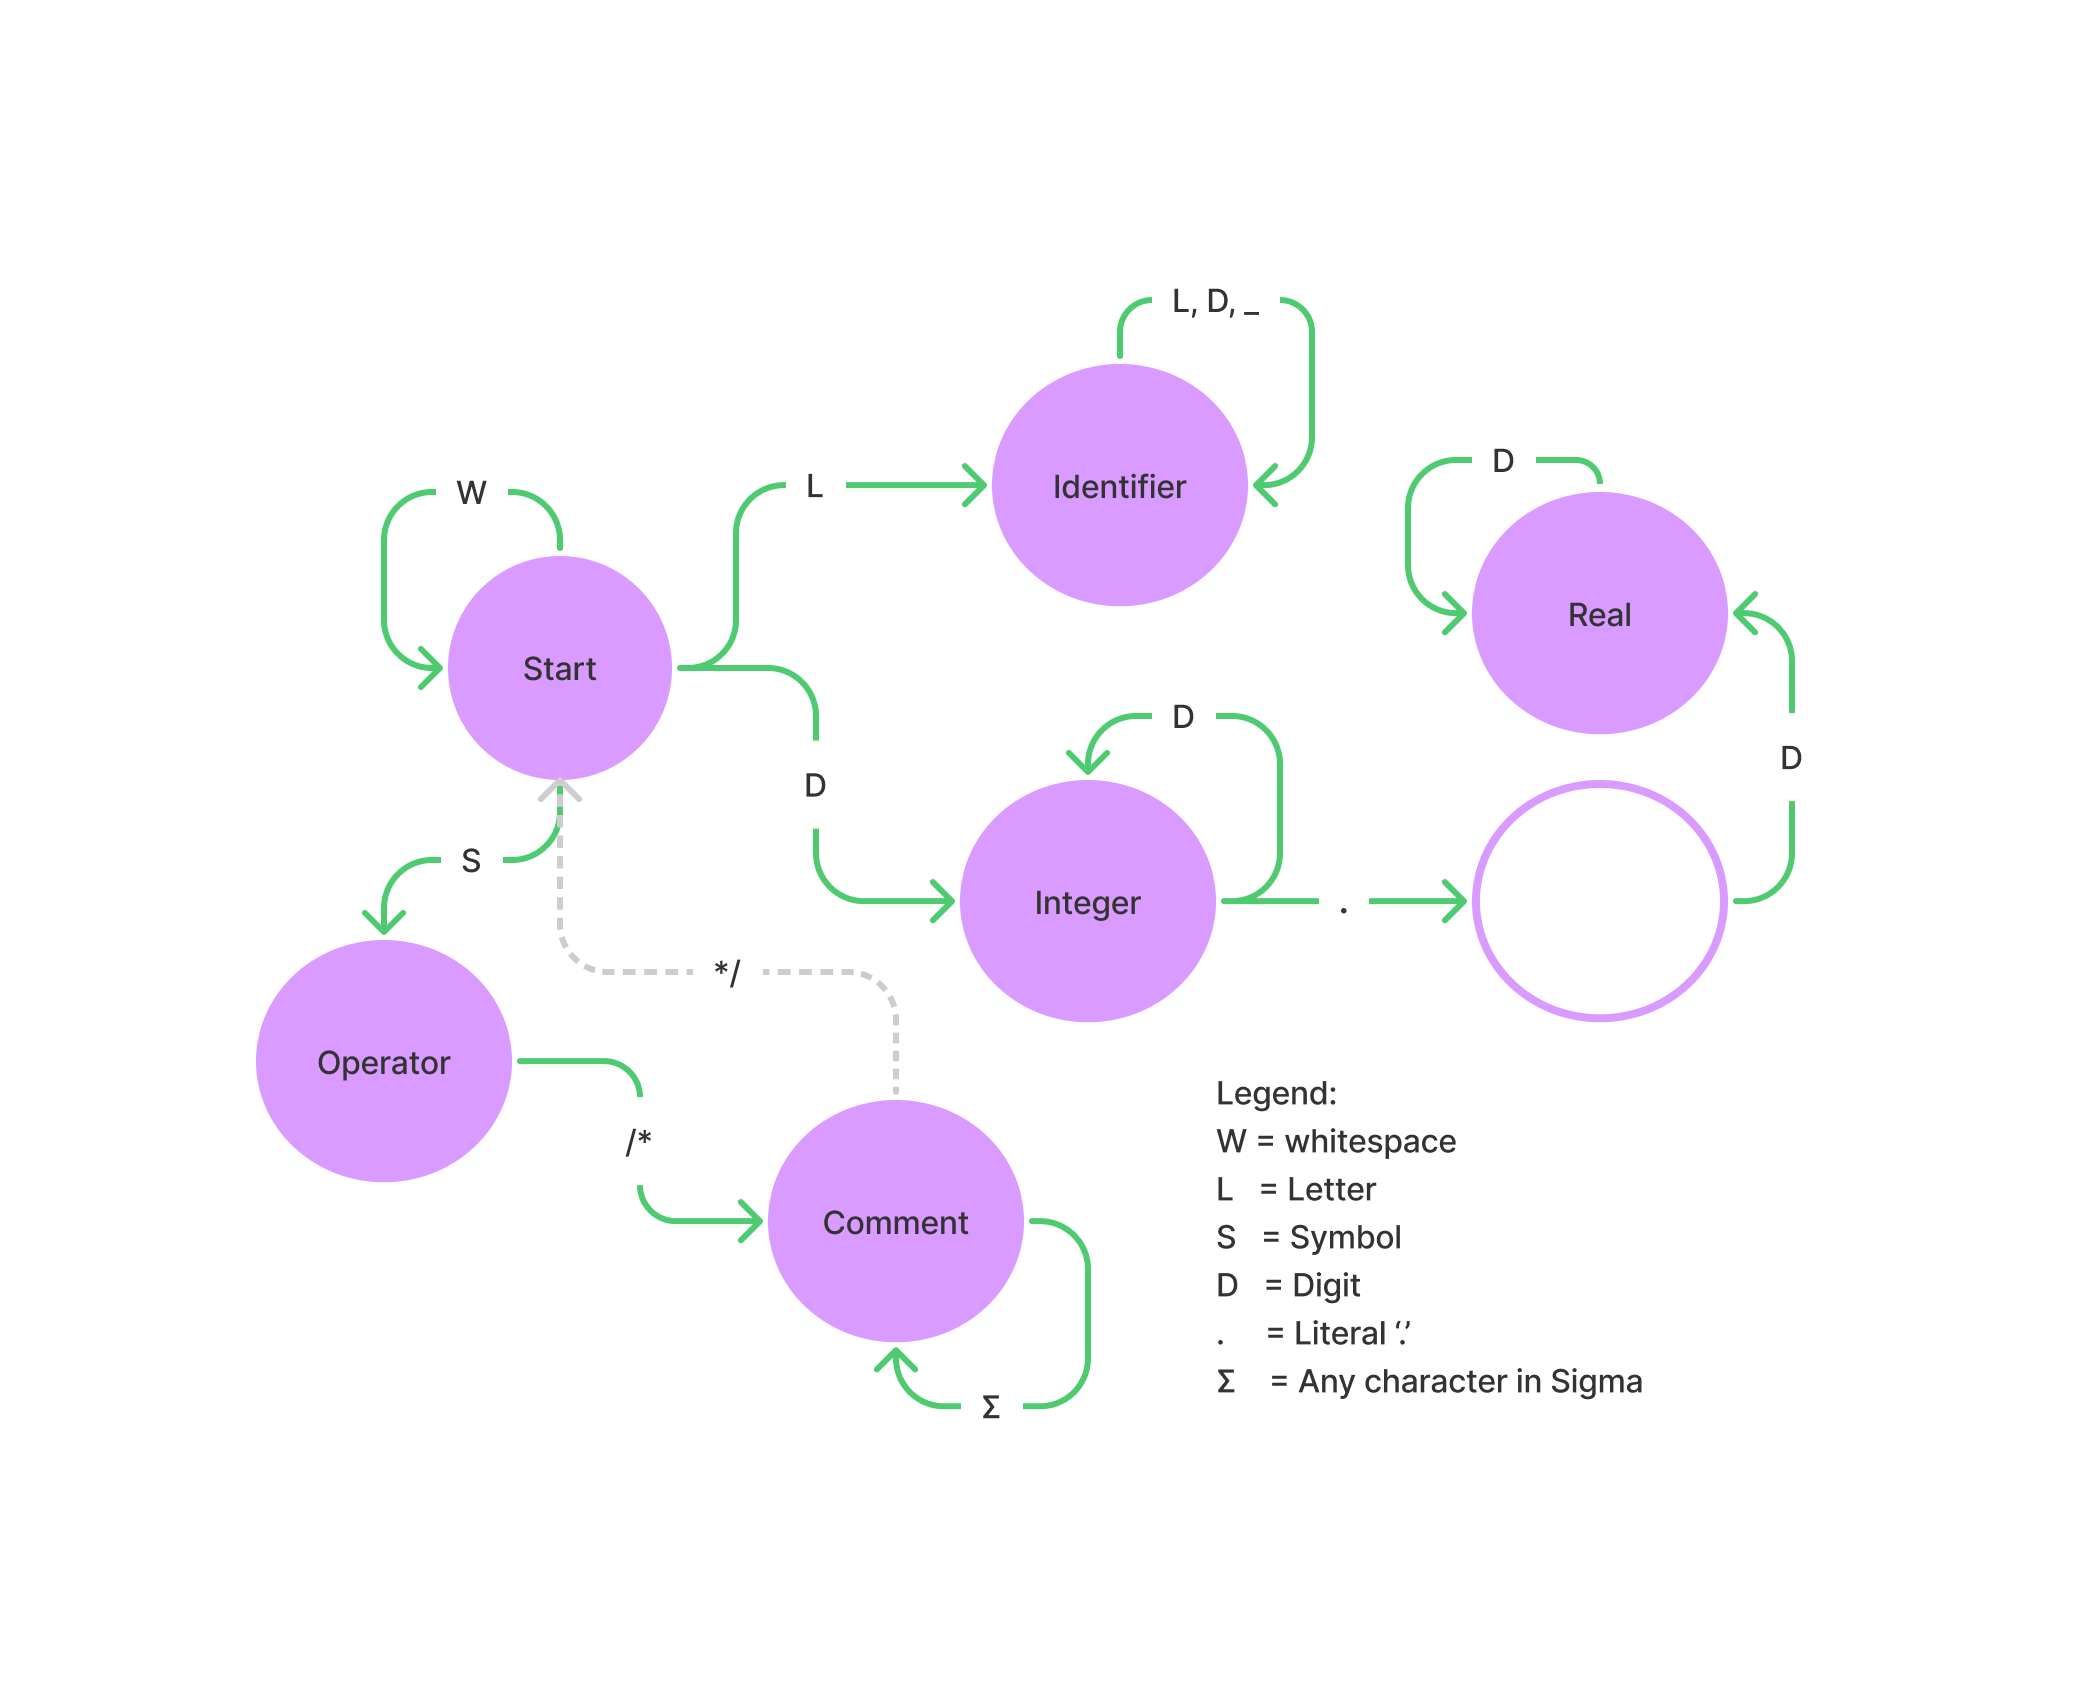 L, D, _
D
W
L
Identifier
Real
Start
D
D
D
S
Integer
.
*/
Operator
/*
Comment
Σ
Legend:
W = whitespace
L = Letter
S = Symbol
D = Digit
. = Literal ‘.’
Σ = Any character in Sigma